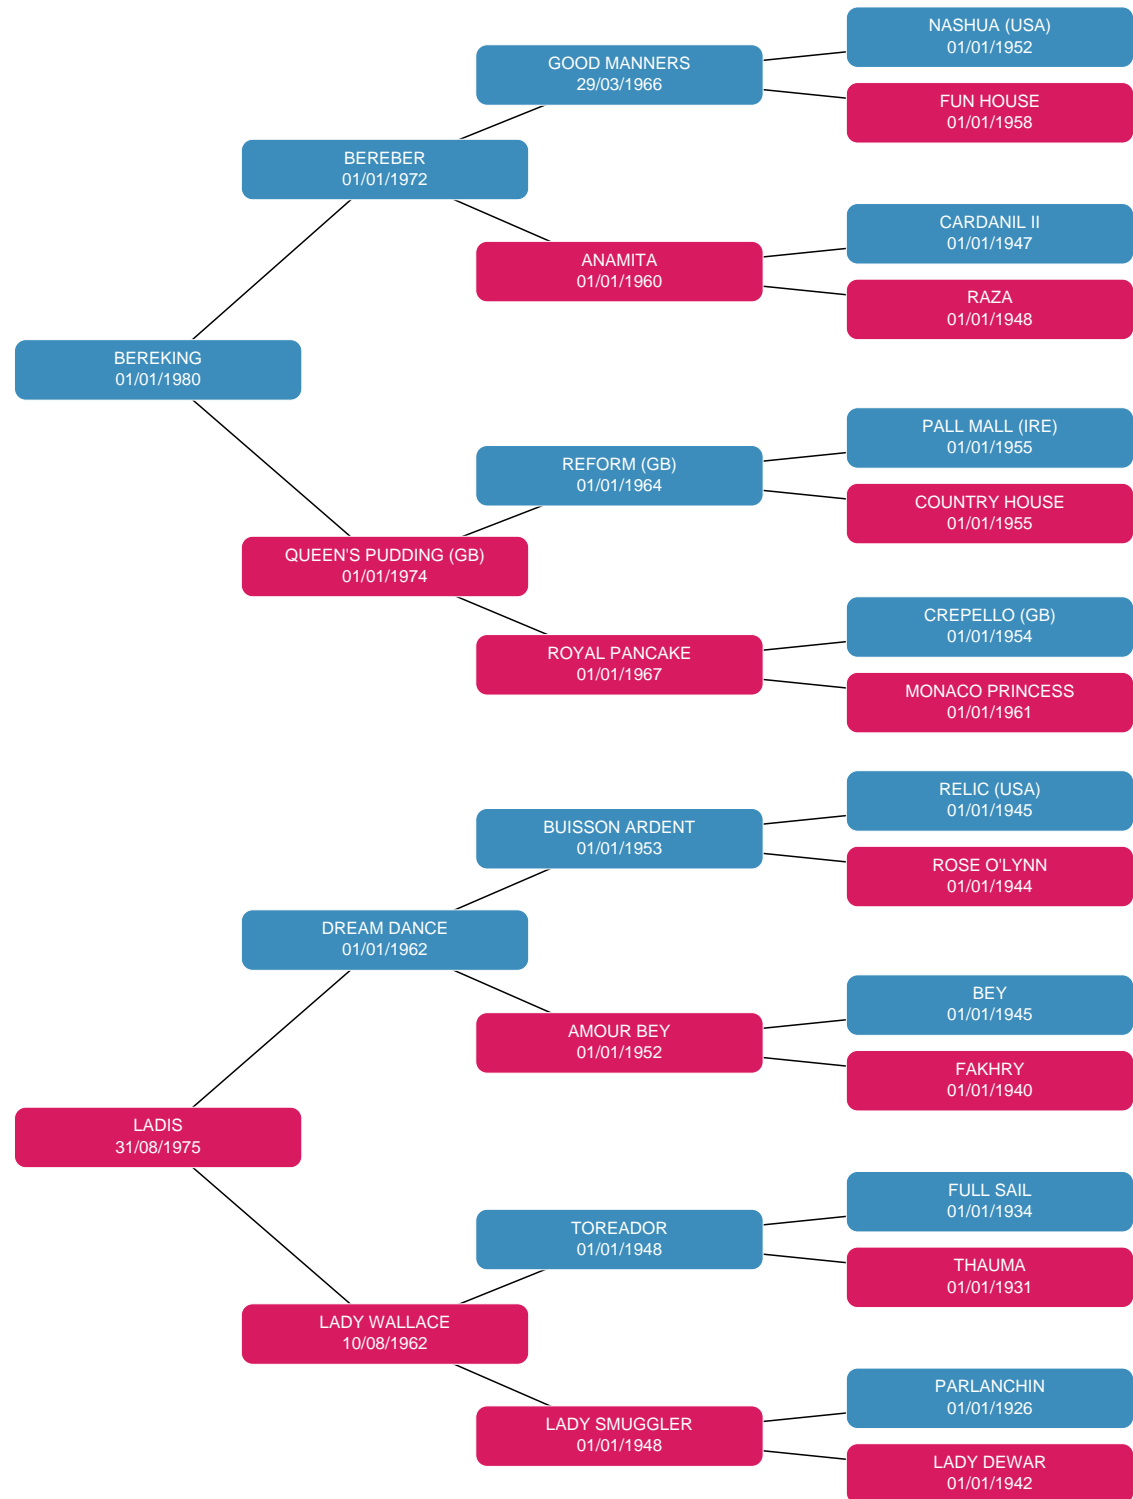 NASHUA (USA)
01/01/1952
GOOD MANNERS
29/03/1966
FUN HOUSE
01/01/1958
BEREBER
01/01/1972
CARDANIL II
01/01/1947
ANAMITA
01/01/1960
RAZA
01/01/1948
BEREKING
01/01/1980
PALL MALL (IRE)
01/01/1955
REFORM (GB)
01/01/1964
COUNTRY HOUSE
01/01/1955
QUEEN'S PUDDING (GB)
01/01/1974
CREPELLO (GB)
01/01/1954
ROYAL PANCAKE
01/01/1967
MONACO PRINCESS
01/01/1961
RELIC (USA)
01/01/1945
BUISSON ARDENT
01/01/1953
ROSE O'LYNN
01/01/1944
DREAM DANCE
01/01/1962
BEY
01/01/1945
AMOUR BEY
01/01/1952
FAKHRY
01/01/1940
LADIS
31/08/1975
FULL SAIL
01/01/1934
TOREADOR
01/01/1948
THAUMA
01/01/1931
LADY WALLACE
10/08/1962
PARLANCHIN
01/01/1926
LADY SMUGGLER
01/01/1948
LADY DEWAR
01/01/1942